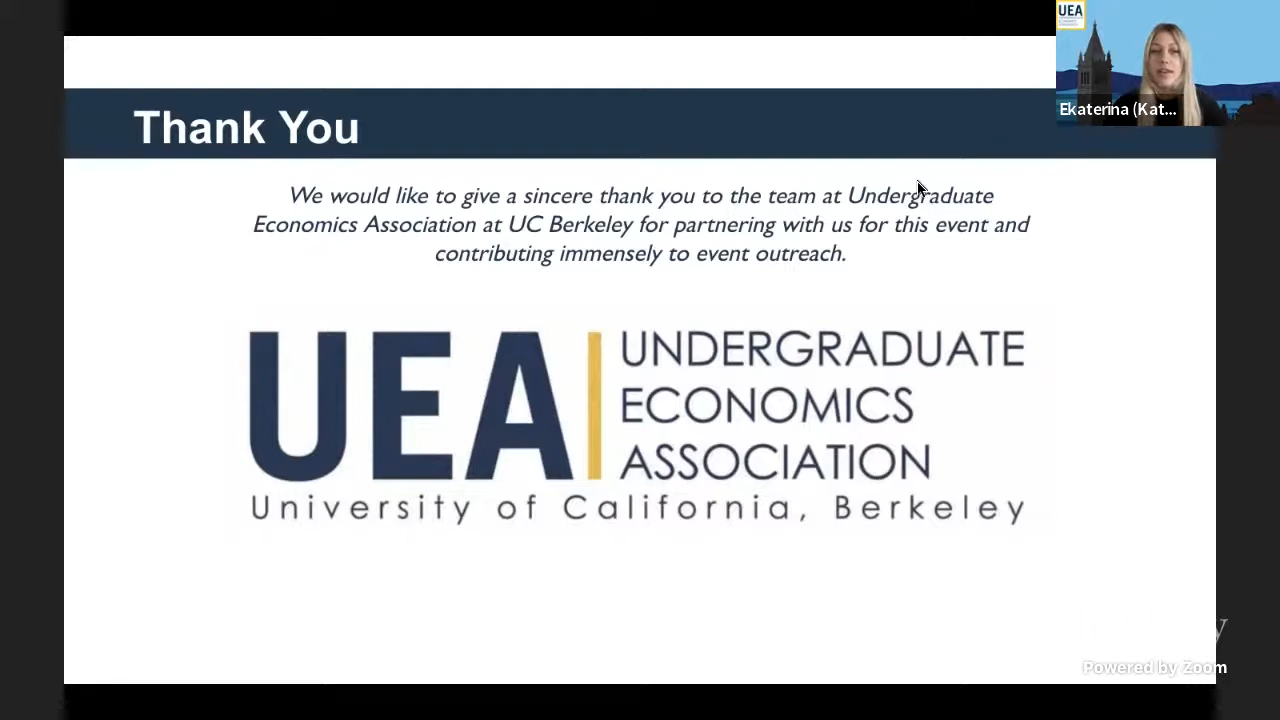 UEA
Ekaterina (Kat...
Thank You
We would like to give a sincere thank you to the team at Undergraduate
Economics Association at UC Berkeley for partnering with us for this event and
contributing immensely to event outreach.
UEA
UNDERGRADUATE
ECONOMICS
ASSOCIATION
University of California, Berkeley
y
Powered by Zoom